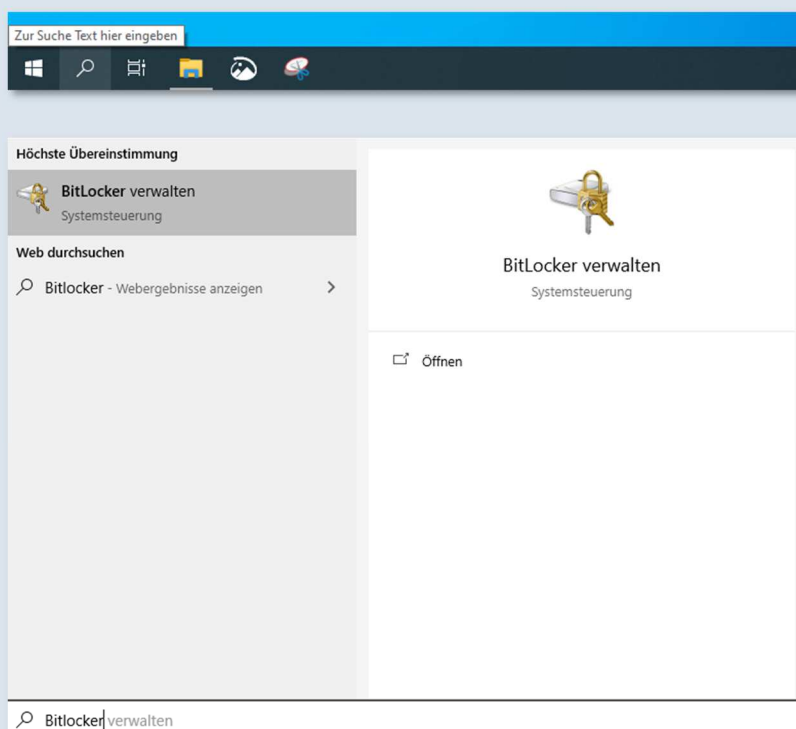 Zur Suche Text hier eingeben
Höchste Übereinstimmung
BitLocker verwalten
Systemsteuerung
Web durchsuchen
Bitlocker - Webergebnisse anzeigen
BitLocker verwalten
Systemsteuerung
Öffnen
Bitlocker verwalten